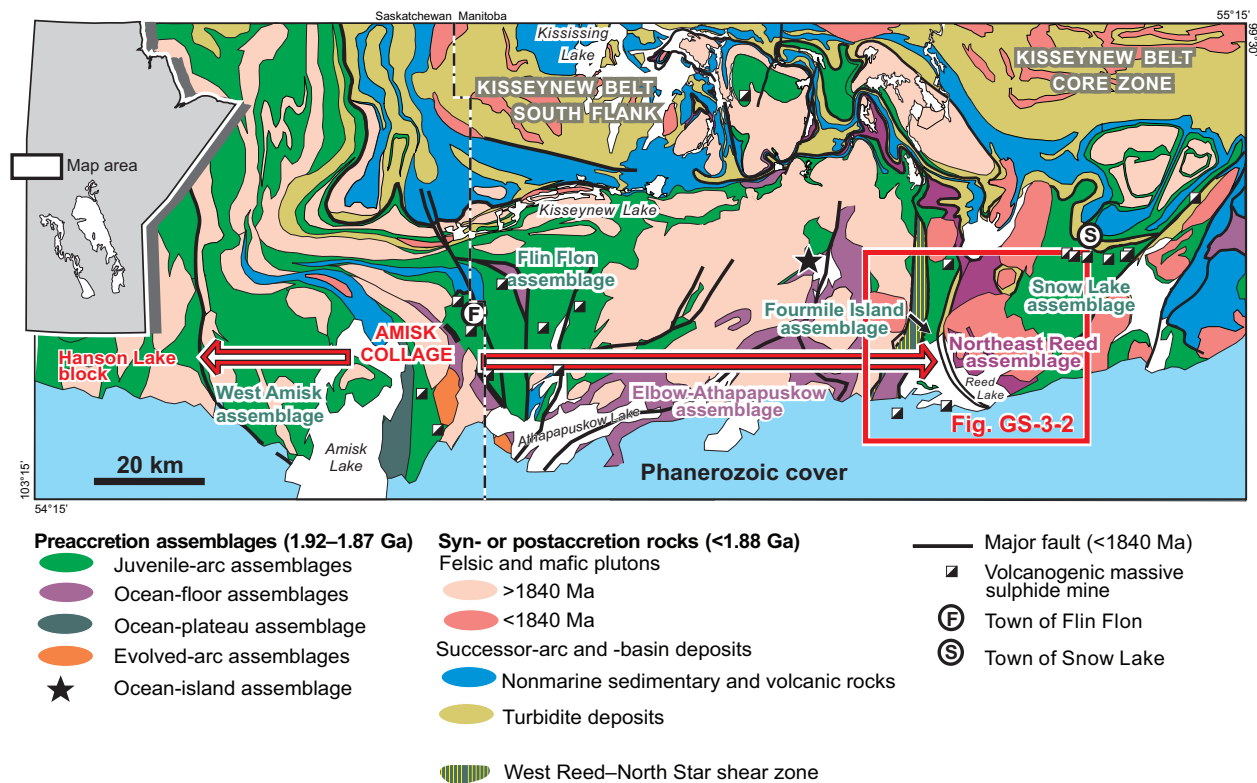 Saskatchewan Manitoba
55°15'
99°30'
Kississing
Lake
KISSEYNEW BELT
SOUTH FLANK
KISSEYNEW BELT
CORE ZONE
Map area
Kisseynew Lake
Flin Flon
assemblage
S
Snow Lake
assemblage
Fourmile Island
assemblage
F
AMISK
COLLAGE
Hanson Lake
block
Northeast Reed
assemblage
West Amisk
assemblage
Elbow-Athapapuskow
assemblage
Reed
Lake
Athapapuskow Lake
Fig. GS-3-2
Amisk
Lake
20 km
Phanerozoic cover
103°15'
54°15'
Preaccretion assemblages (1.92–1.87 Ga)
Juvenile-arc assemblages
Ocean-floor assemblages
Ocean-plateau assemblage
Evolved-arc assemblages
Ocean-island assemblage
Syn- or postaccretion rocks (<1.88 Ga)
Felsic and mafic plutons
>1840 Ma
<1840 Ma
Successor-arc and -basin deposits
Nonmarine sedimentary and volcanic rocks
Turbidite deposits
West Reed–North Star shear zone
Major fault (<1840 Ma)
Volcanogenic massive
sulphide mine
F Town of Flin Flon
S Town of Snow Lake